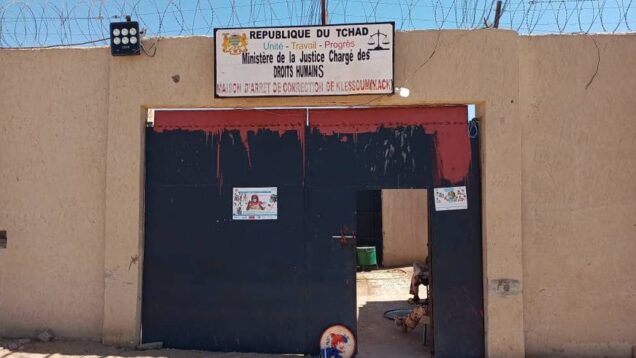 REPUBLIQUE DU TCHAD
Unité - Travail - Progrès
Ministère de la Justice Chargé des
DROITS HUMAINS
MAISON D'ARRET DE CORRECTION DE KLESSOUM(MACK)